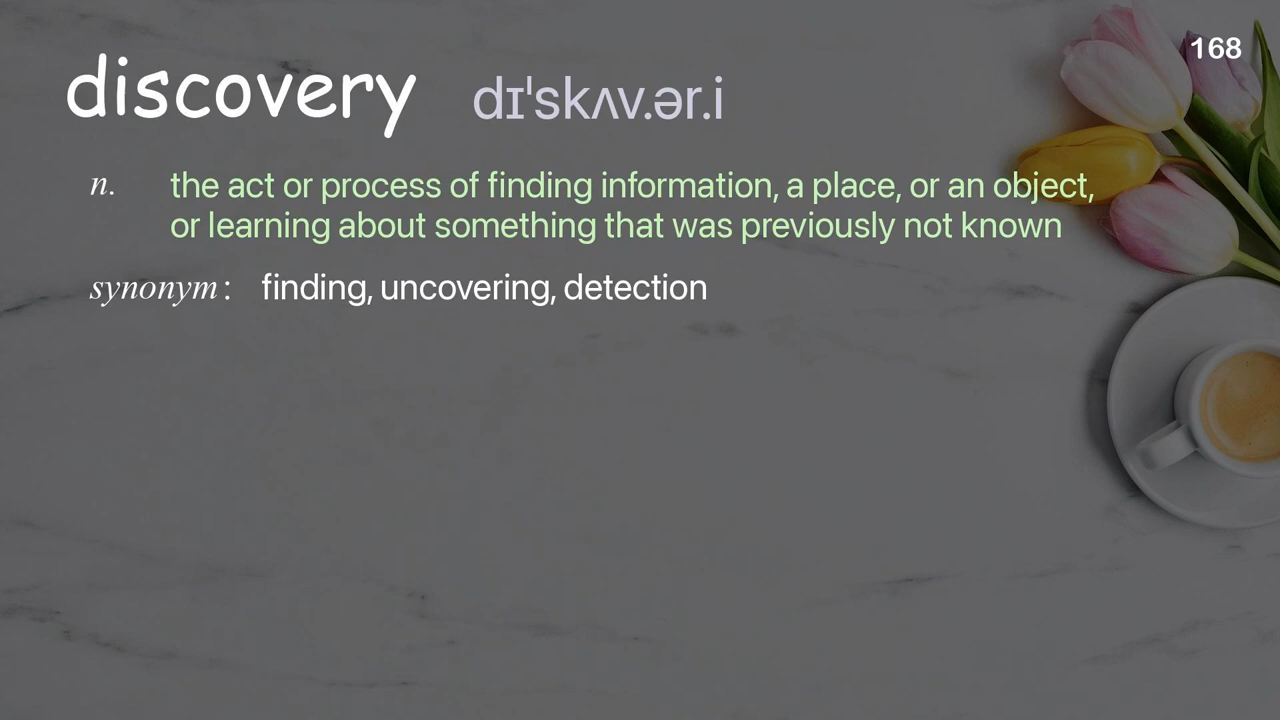 168
discovery dɪˈskʌv.ər.i
n. the act or process of finding information, a place, or an object,
or learning about something that was previously not known
synonym: finding, uncovering, detection